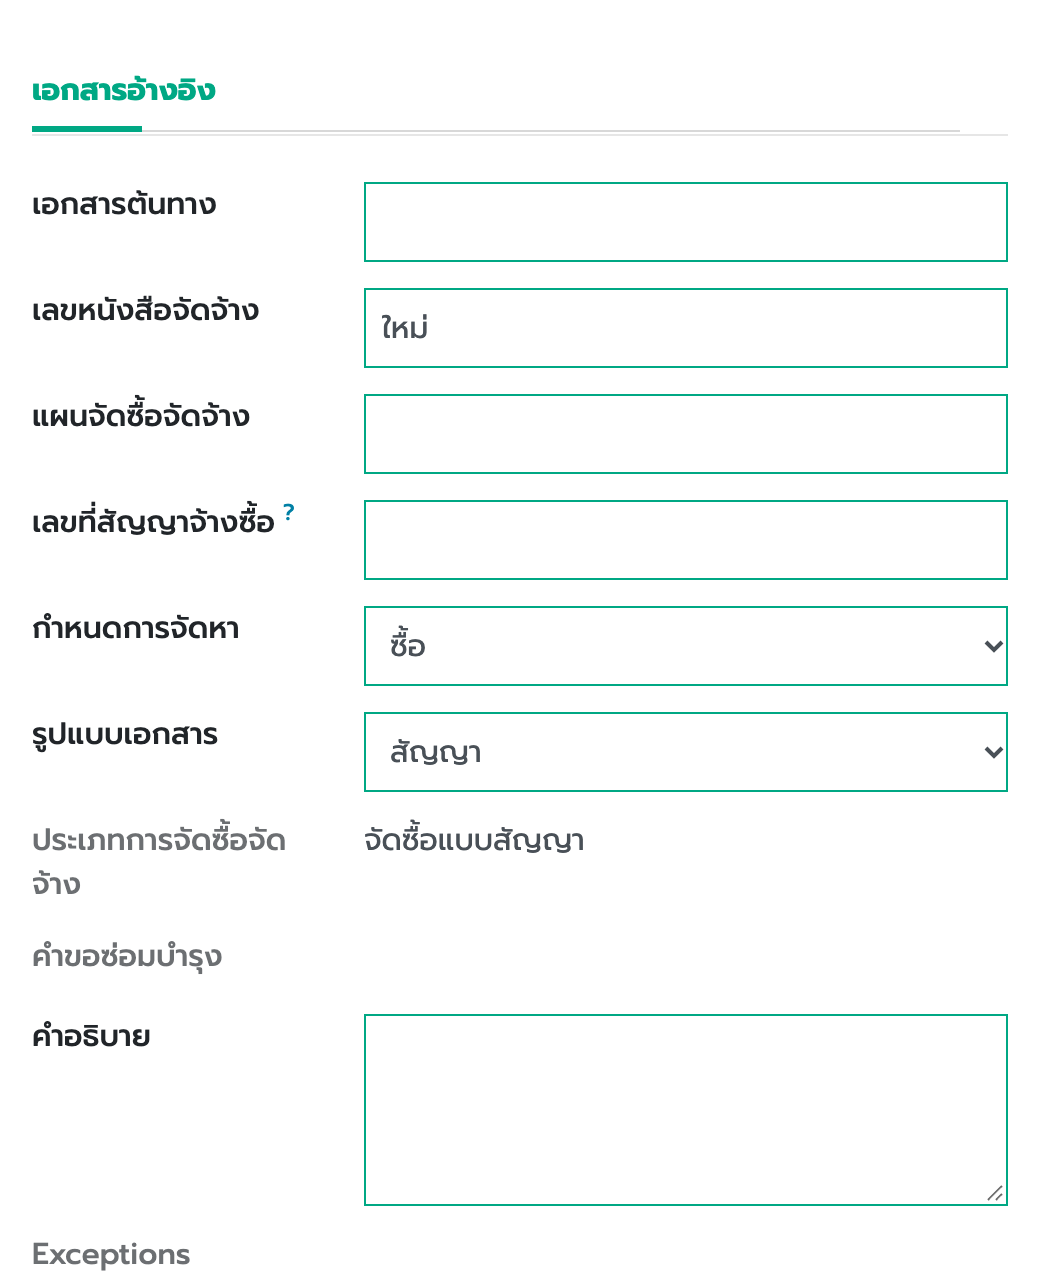 เอกสารอ้างอิง
เอกสารต้นทาง
เลขหนังสือจัดจ้าง
ใหม่
แผนจัดซื้อจัดจ้าง
เลขที่สัญญาจ้างซื้อ ?
กำหนดการจัดหา
ซื้อ
รูปแบบเอกสาร
สัญญา
ประเภทการจัดซื้อจัด
จ้าง
จัดซื้อแบบสัญญา
คำขอซ่อมบำรุง
คำอธิบาย
Exceptions